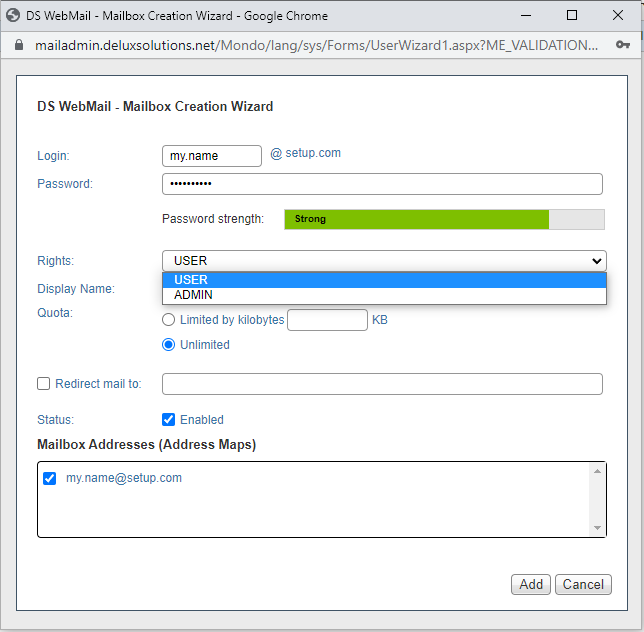 DS WebMail - Mailbox Creation Wizard - Google Chrome
mailadmin.deluxsolutions.net/Mondo/lang/sys/Forms/UserWizard1.aspx?ME_VALIDATION...
DS WebMail - Mailbox Creation Wizard
Login: my.name @ setup.com
Password: ••••••••••
Password strength: Strong
Rights: USER
USER
ADMIN
Display Name:
Quota: Limited by kilobytes KB
Unlimited
Redirect mail to:
Status: Enabled
Mailbox Addresses (Address Maps)
my.name@setup.com
Add Cancel